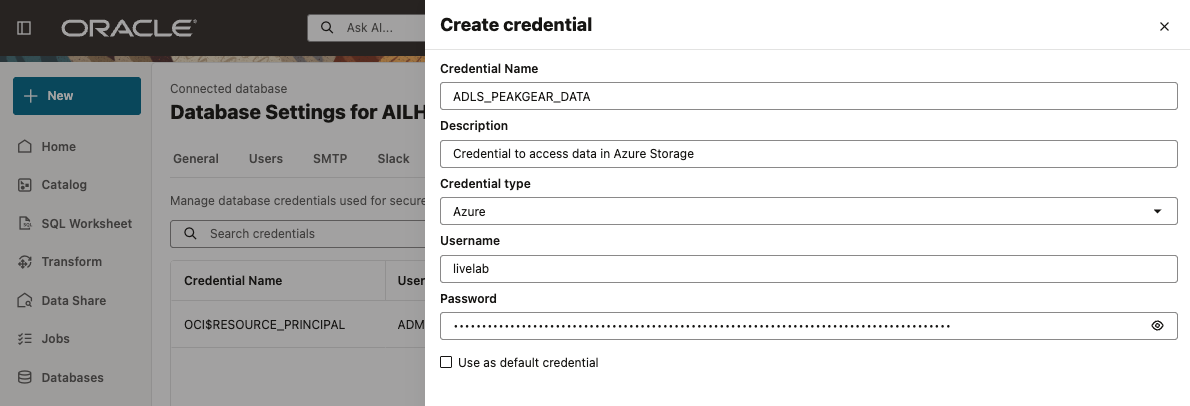 ORACLE
Ask AI...
New
Home
Catalog
SQL Worksheet
Transform
Data Share
Jobs
Databases
Connected database
Database Settings for AILH
General Users SMTP Slack
Manage database credentials used for secure
Search credentials
Credential Name User
OCI$RESOURCE_PRINCIPAL ADM
Create credential
Credential Name
ADLS_PEAKGEAR_DATA
Description
Credential to access data in Azure Storage
Credential type
Azure
Username
livelab
Password
Use as default credential